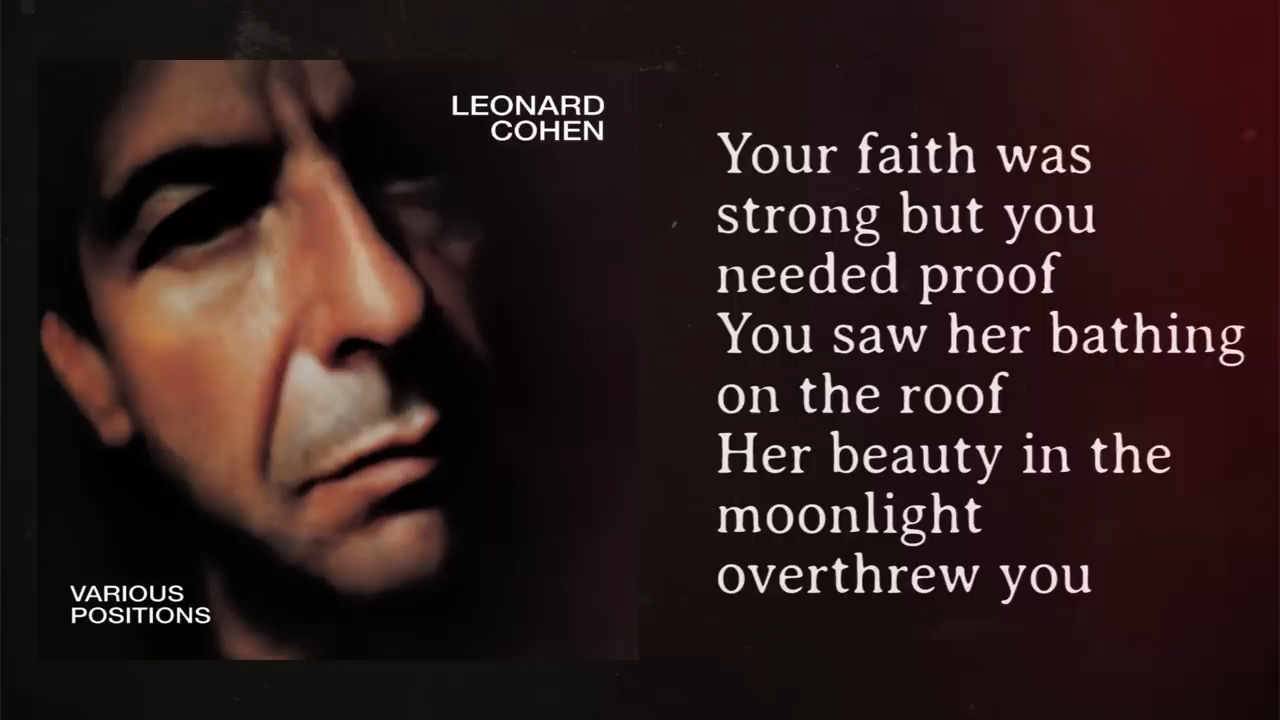 LEONARD
COHEN
VARIOUS
POSITIONS
Your faith was
strong but you
needed proof
You saw her bathing
on the roof
Her beauty in the
moonlight
overthrew you